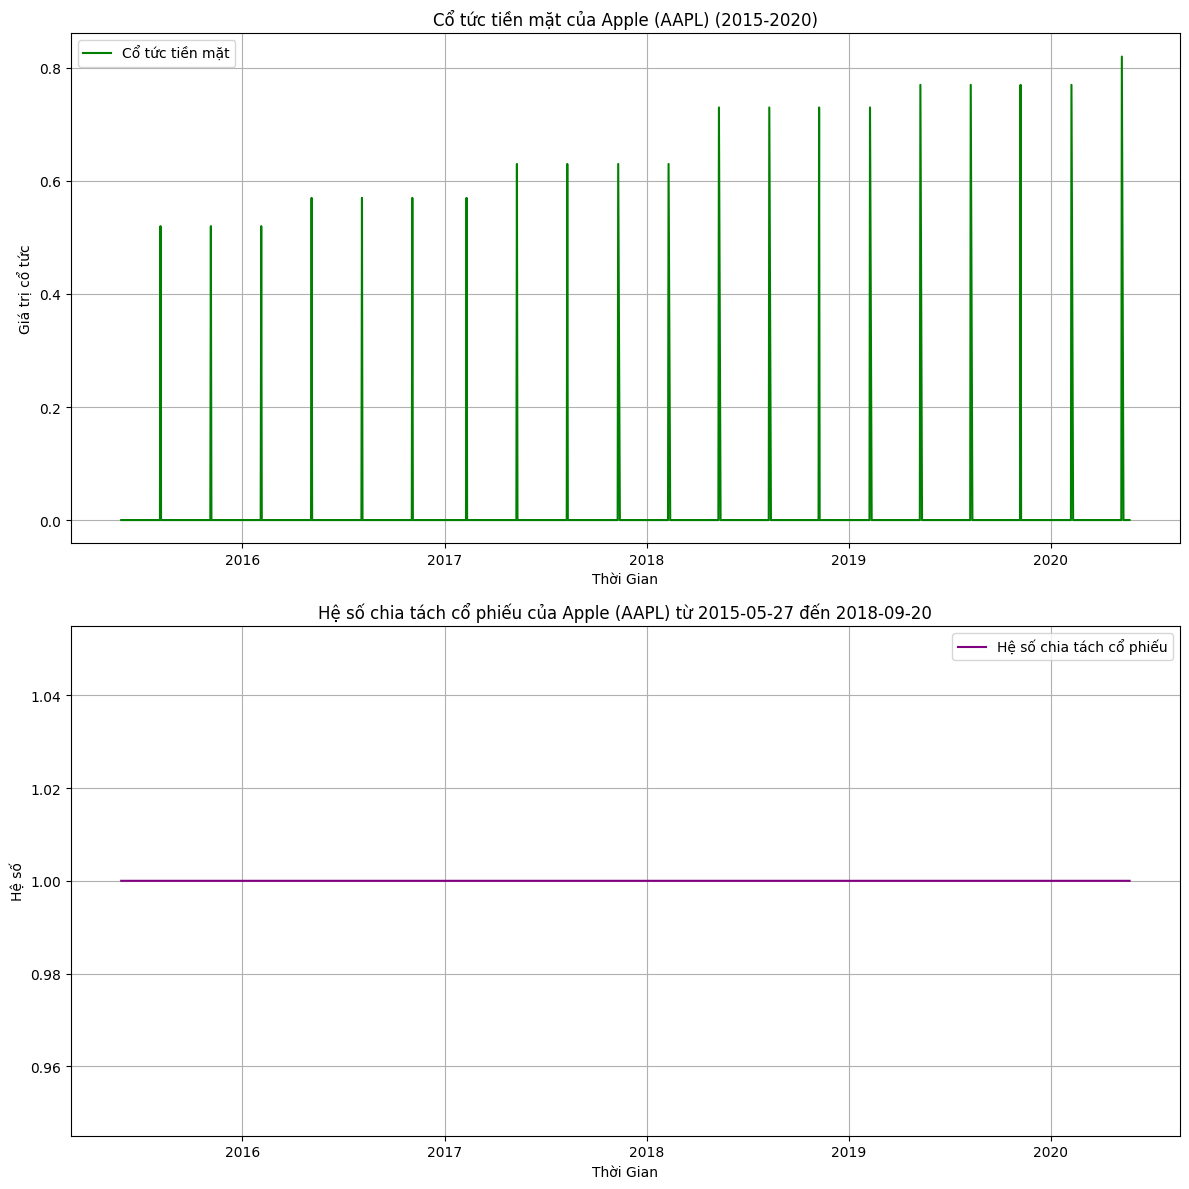 Cổ tức tiền mặt của Apple (AAPL) (2015-2020)
Cổ tức tiền mặt
0.8
0.6
0.4
0.2
0.0
Giá trị cổ tức
2016
2017
2018
2019
2020
Thời Gian
Hệ số chia tách cổ phiếu của Apple (AAPL) từ 2015-05-27 đến 2018-09-20
Hệ số chia tách cổ phiếu
1.04
1.02
1.00
0.98
0.96
Hệ số
2016
2017
2018
2019
2020
Thời Gian